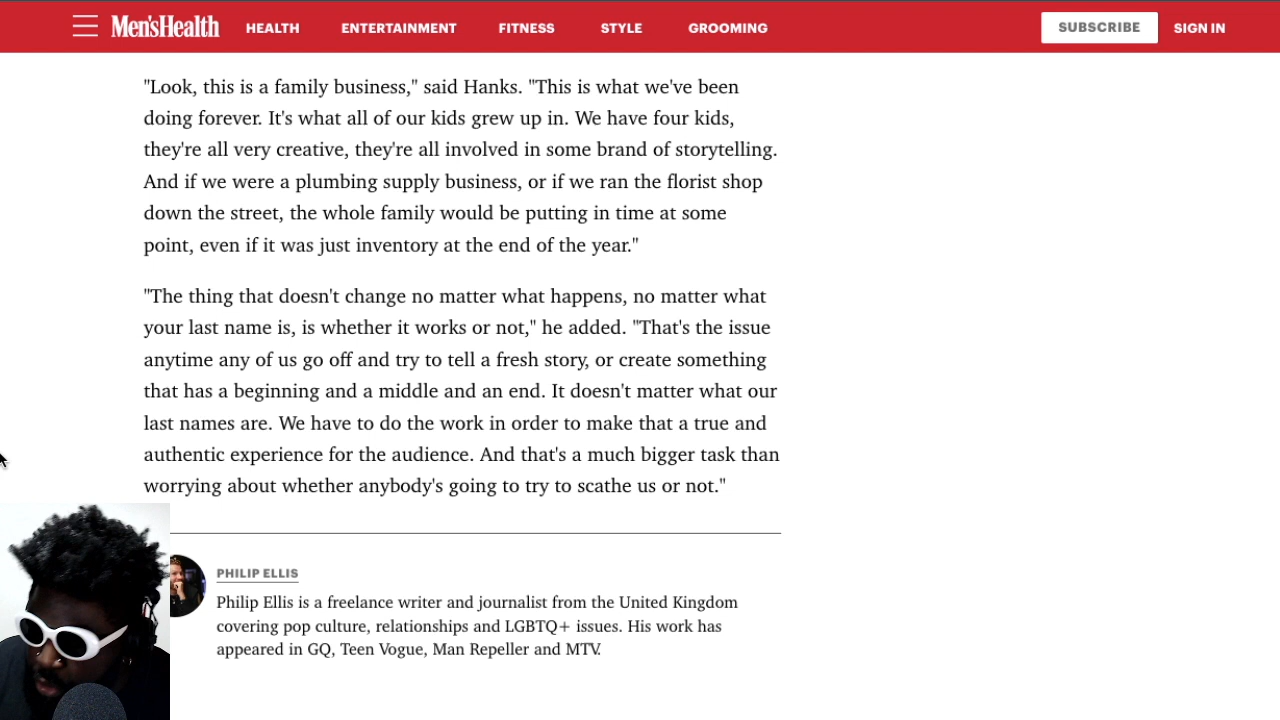 Men'sHealth HEALTH ENTERTAINMENT FITNESS STYLE GROOMING SUBSCRIBE SIGN IN
"Look, this is a family business," said Hanks. "This is what we've been
doing forever. It's what all of our kids grew up in. We have four kids,
they're all very creative, they're all involved in some brand of storytelling.
And if we were a plumbing supply business, or if we ran the florist shop
down the street, the whole family would be putting in time at some
point, even if it was just inventory at the end of the year."
"The thing that doesn't change no matter what happens, no matter what
your last name is, is whether it works or not," he added. "That's the issue
anytime any of us go off and try to tell a fresh story, or create something
that has a beginning and a middle and an end. It doesn't matter what our
last names are. We have to do the work in order to make that a true and
authentic experience for the audience. And that's a much bigger task than
worrying about whether anybody's going to try to scathe us or not."
PHILIP ELLIS
Philip Ellis is a freelance writer and journalist from the United Kingdom
covering pop culture, relationships and LGBTQ+ issues. His work has
appeared in GQ, Teen Vogue, Man Repeller and MTV.